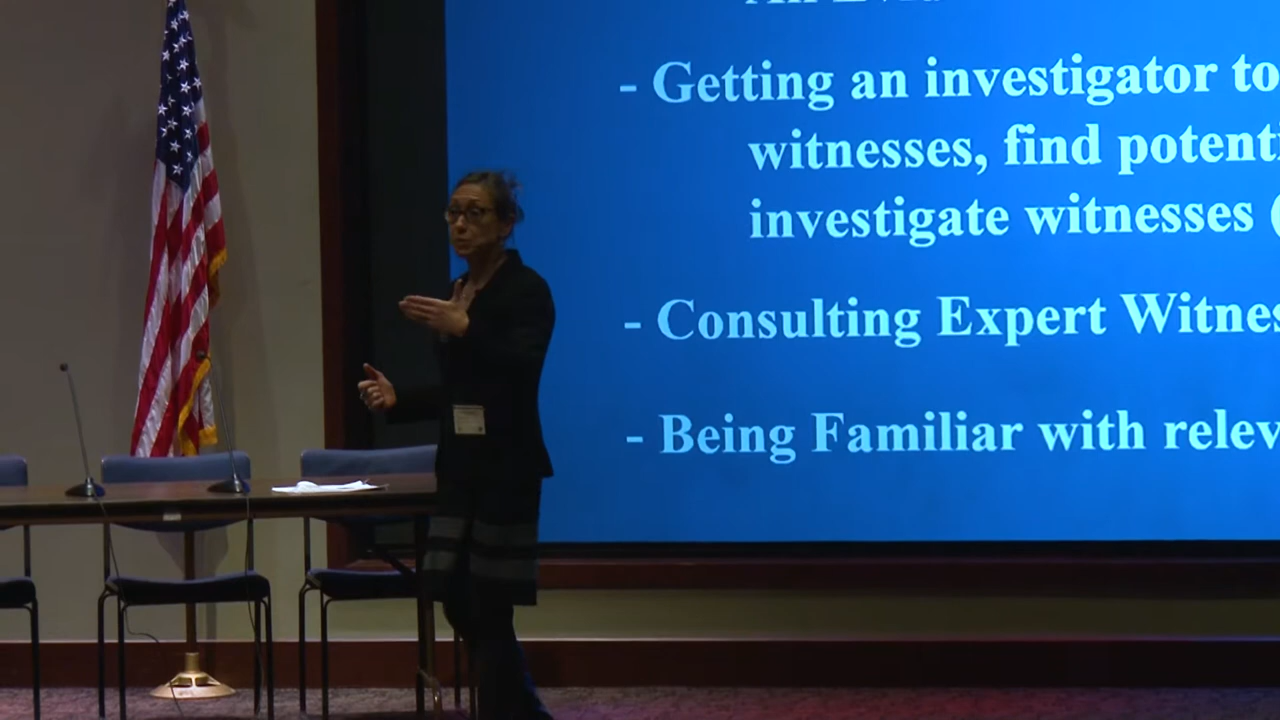 - Getting an investigator to
witnesses, find potenti
investigate witnesses (
- Consulting Expert Witnes
- Being Familiar with relev